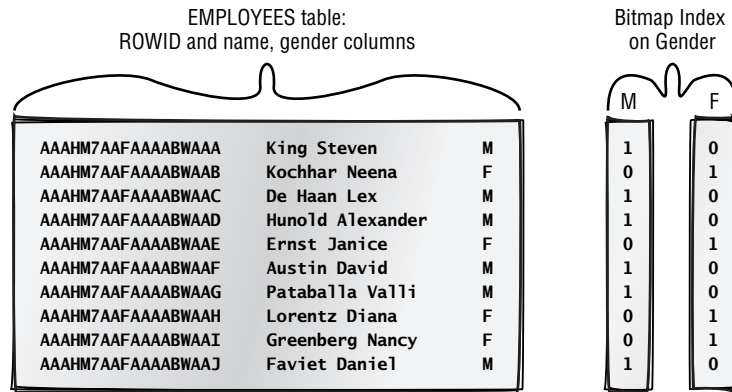 EMPLOYEES table:
ROWID and name, gender columns
Bitmap Index
on Gender
M F
AAAHM7AAFAAAABWAAA King Steven M 1 0
AAAHM7AAFAAAABWAAB Kochhar Neena F 0 1
AAAHM7AAFAAAABWAAC De Haan Lex M 1 0
AAAHM7AAFAAAABWAAD Hunold Alexander M 1 0
AAAHM7AAFAAAABWAAE Ernst Janice F 0 1
AAAHM7AAFAAAABWAAF Austin David M 1 0
AAAHM7AAFAAAABWAAG Pataballa Valli M 1 0
AAAHM7AAFAAAABWAAH Lorentz Diana F 0 1
AAAHM7AAFAAAABWAAI Greenberg Nancy F 0 1
AAAHM7AAFAAAABWAAJ Faviet Daniel M 1 0